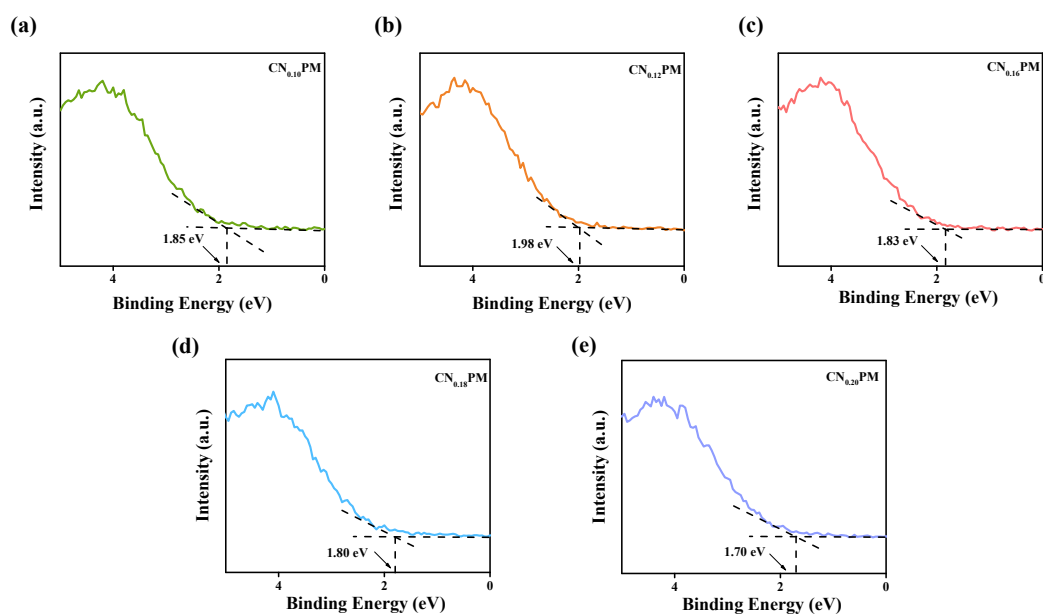 (a)
CN0.10PM
Intensity (a.u.)
1.85 eV
4
2
0
Binding Energy (eV)
(b)
CN0.12PM
Intensity (a.u.)
1.98 eV
4
2
0
Binding Energy (eV)
(c)
CN0.16PM
Intensity (a.u.)
1.83 eV
4
2
0
Binding Energy (eV)
(d)
CN0.18PM
Intensity (a.u.)
1.80 eV
4
2
0
Binding Energy (eV)
(e)
CN0.20PM
Intensity (a.u.)
1.70 eV
4
2
0
Binding Energy (eV)